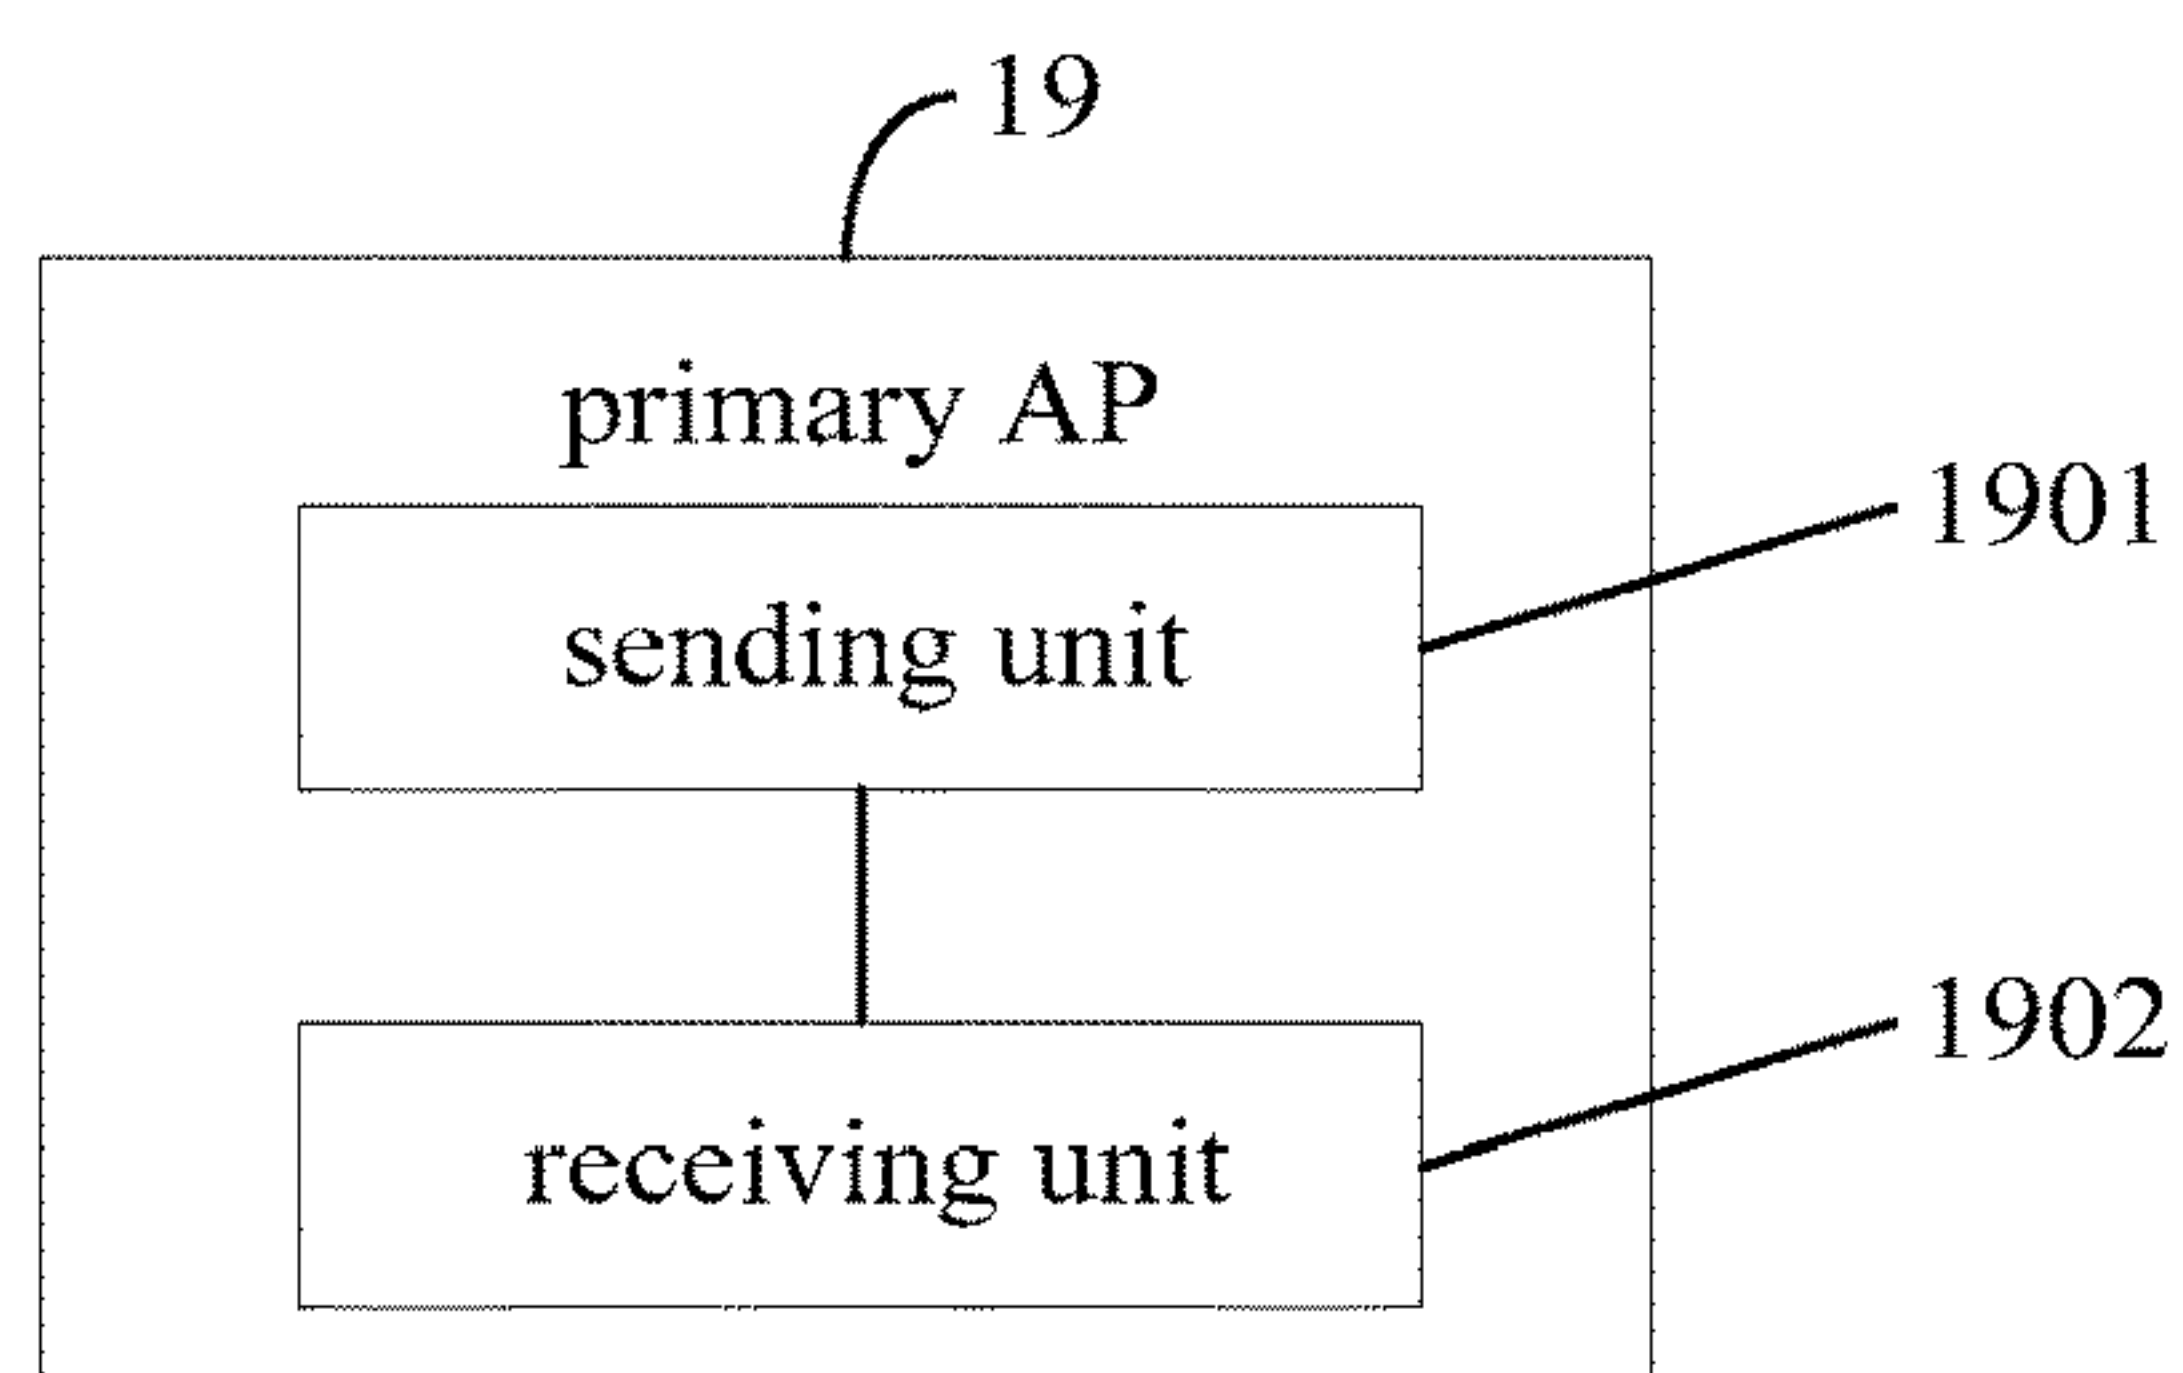 19
primary AP
1901
sending unit
1902
receiving unit